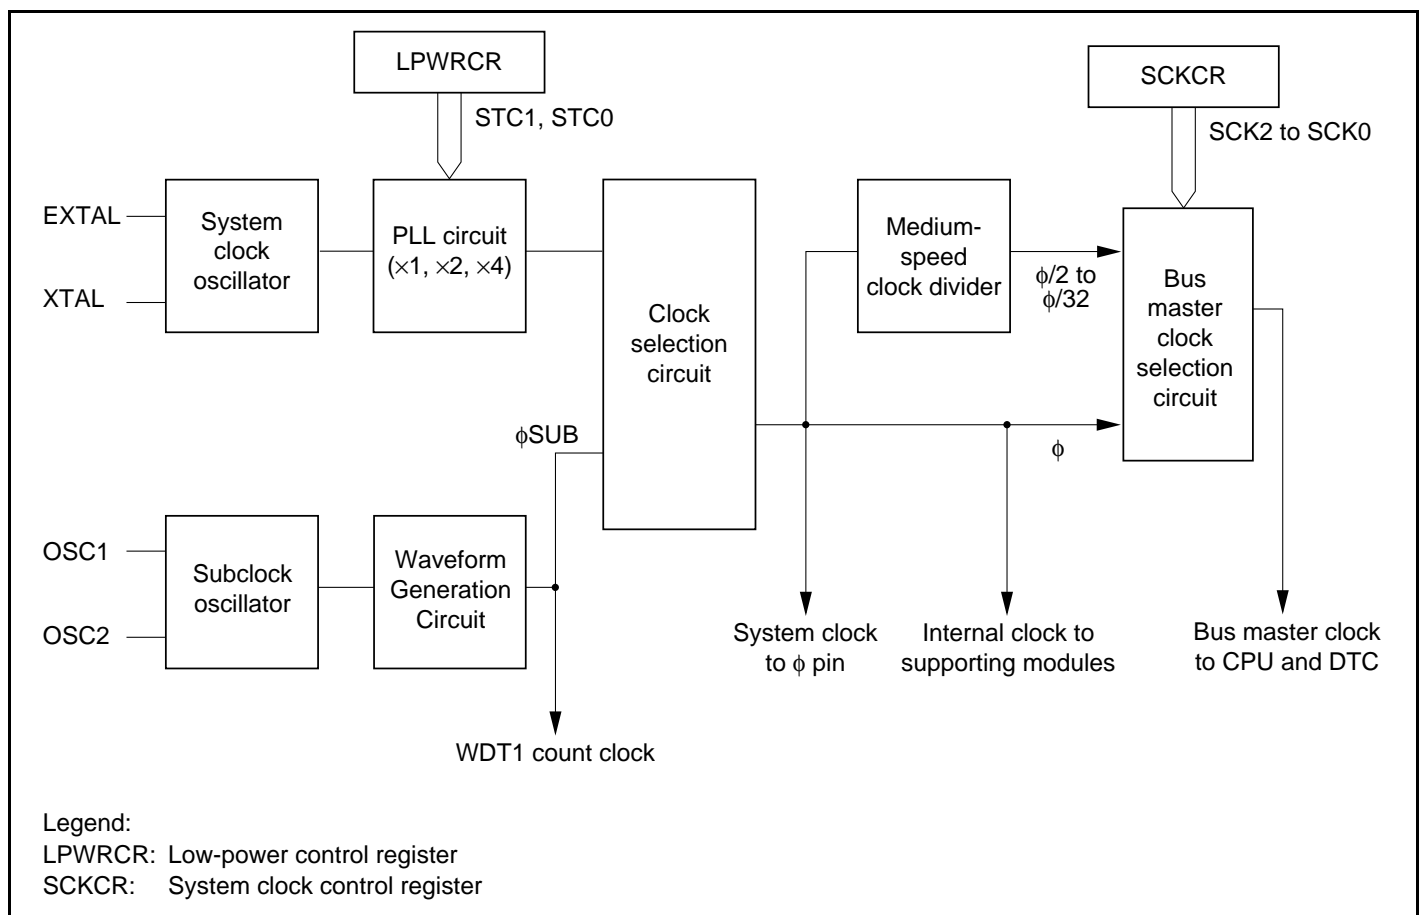 LPWRCR
STC1, STC0
SCKCR
SCK2 to SCK0
EXTAL
XTAL
System
clock
oscillator
PLL circuit
(×1, ×2, ×4)
Clock
selection
circuit
Medium-
speed
clock divider
ϕ/2 to
ϕ/32
Bus
master
clock
selection
circuit
ϕSUB
ϕ
OSC1
OSC2
Subclock
oscillator
Waveform
Generation
Circuit
System clock
to ϕ pin
Internal clock to
supporting modules
Bus master clock
to CPU and DTC
WDT1 count clock
Legend:
LPWRCR: Low-power control register
SCKCR: System clock control register